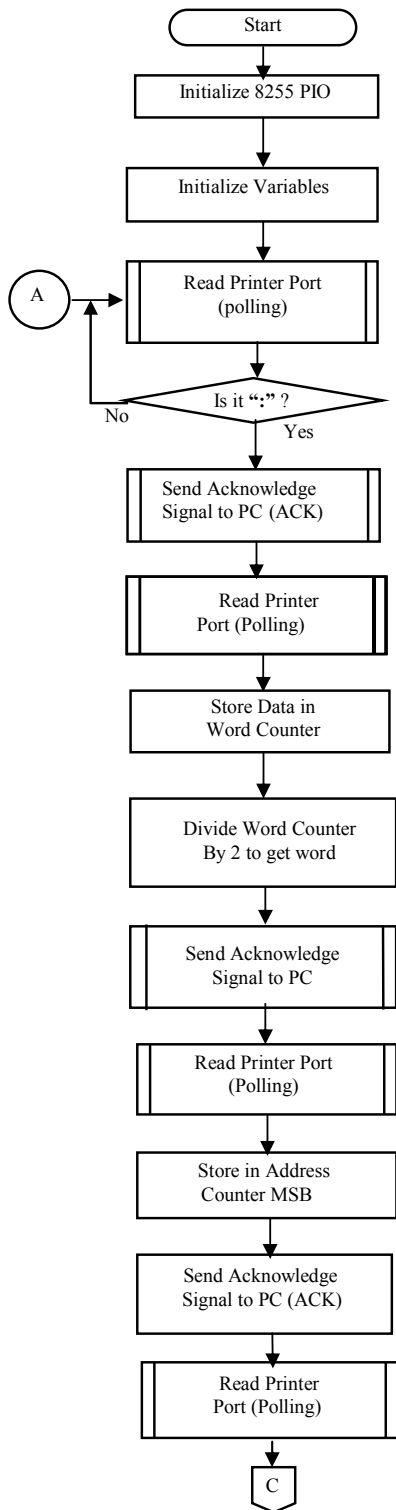 Start
Initialize 8255 PIO
Initialize Variables
Read Printer Port
(polling)
A
Is it “:” ?
No
Yes
Send Acknowledge
Signal to PC (ACK)
Read Printer
Port (Polling)
Store Data in
Word Counter
Divide Word Counter
By 2 to get word
Send Acknowledge
Signal to PC
Read Printer Port
(Polling)
Store in Address
Counter MSB
Send Acknowledge
Signal to PC (ACK)
Read Printer
Port (Polling)
C